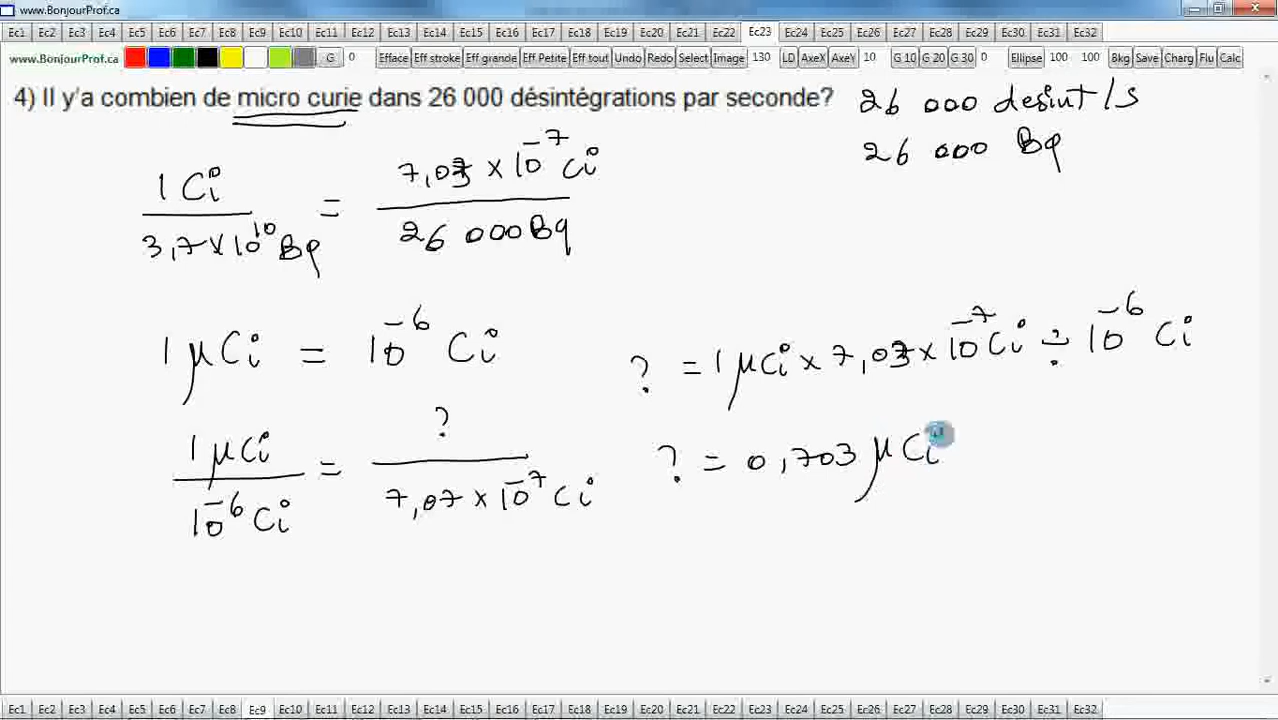 www.BonjourProf.ca
Ec1 Ec2 Ec3 Ec4 Ec5 Ec6 Ec7 Ec8 Ec9 Ec10 Ec11 Ec12 Ec13 Ec14 Ec15 Ec16 Ec17 Ec18 Ec19 Ec20 Ec21 Ec22 Ec23 Ec24 Ec25 Ec26 Ec27 Ec28 Ec29 Ec30 Ec31 Ec32
www.BonjourProf.ca G 0 Efface Eff stroke Eff grande Eff Petite Eff tout Undo Redo Select Image 130 LD AxeX AxeY 10 G 10 G 20 G 30 0 Ellipse 100 100 Bkg Save Charg Flu Calc
4) Il y'a combien de micro curie dans 26 000 désintégrations par seconde? 26 000 desint/s
26 000 Bq
1 Ci / 3,7 x 10^10 Bq = 7,03 x 10^-7 Ci / 26 000 Bq
1 μCi = 10^-6 Ci
? = 1 μCi x 7,03 x 10^-7 Ci ÷ 10^-6 Ci
1 μCi / 10^-6 Ci = ? / 7,07 x 10^-7 Ci
? = 0,703 μCi
Ec1 Ec2 Ec3 Ec4 Ec5 Ec6 Ec7 Ec8 Ec9 Ec10 Ec11 Ec12 Ec13 Ec14 Ec15 Ec16 Ec17 Ec18 Ec19 Ec20 Ec21 Ec22 Ec23 Ec24 Ec25 Ec26 Ec27 Ec28 Ec29 Ec30 Ec31 Ec32